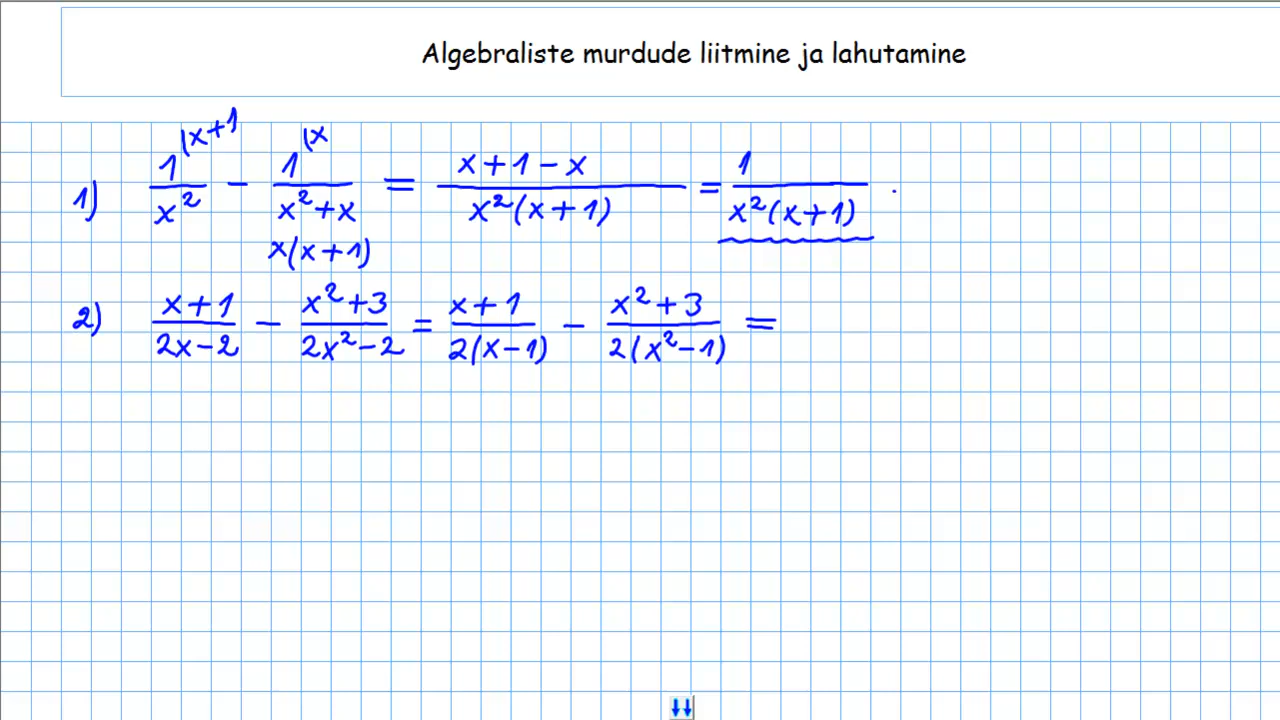 Algebraliste murdude liitmine ja lahutamine
1) 1^(x+1 / x² − 1^(x / x²+x = x+1−x / x²(x+1) = 1 / x²(x+1) .
x(x+1)
2) x+1 / 2x−2 − x²+3 / 2x²−2 = x+1 / 2(x−1) − x²+3 / 2(x²−1) =